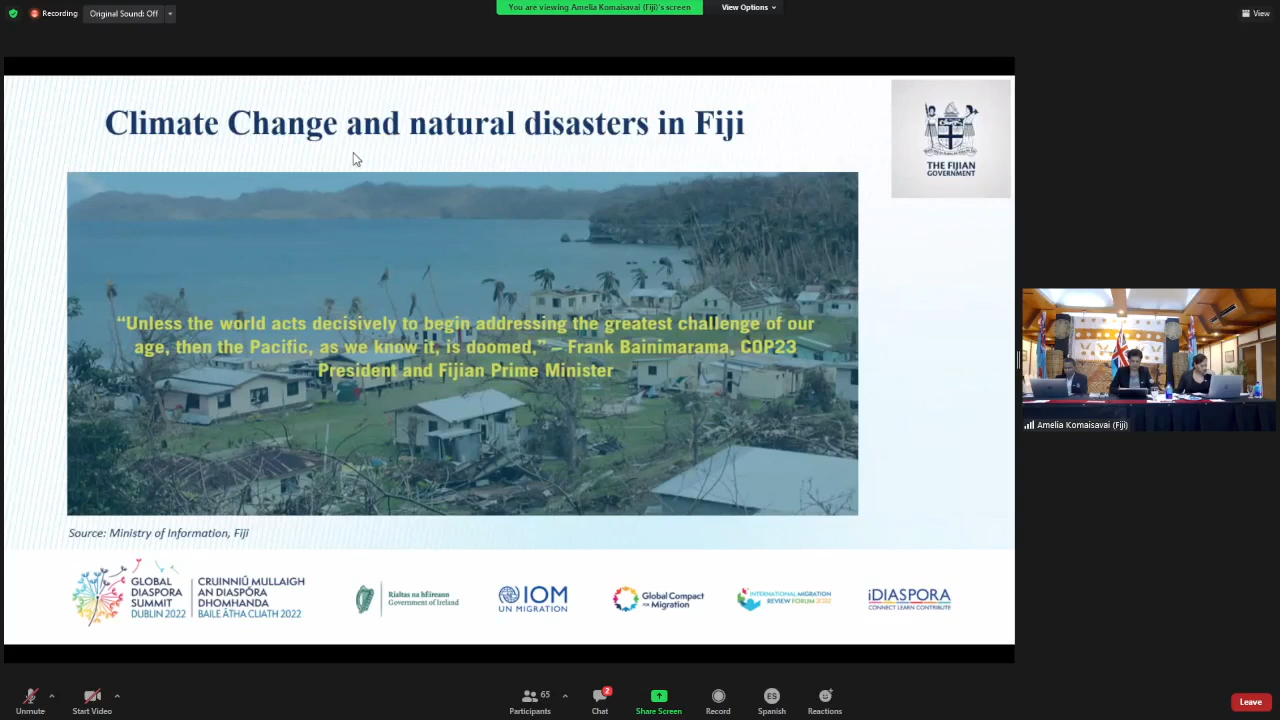 Recording
Original Sound: Off
You are viewing Amelia Komaisavai (Fiji)'s screen
View Options
View
Climate Change and natural disasters in Fiji
THE FIJIAN
GOVERNMENT
“Unless the world acts decisively to begin addressing the greatest challenge of our
age, then the Pacific, as we know it, is doomed,” – Frank Bainimarama, COP23
President and Fijian Prime Minister
Amelia Komaisavai (Fiji)
Source: Ministry of Information, Fiji
GLOBAL
DIASPORA
SUMMIT
DUBLIN 2022
CRUINNIÚ MULLAIGH
AN DIASPÓRA
DHOMHANDA
BAILE ÁTHA CLIATH 2022
Rialtas na hÉireann
Government of Ireland
IOM
UN MIGRATION
Global Compact
for Migration
INTERNATIONAL MIGRATION
REVIEW FORUM 2022
iDIASPORA
CONNECT LEARN CONTRIBUTE
Unmute
Start Video
65
Participants
2
Chat
Share Screen
Record
ES
Spanish
Reactions
Leave